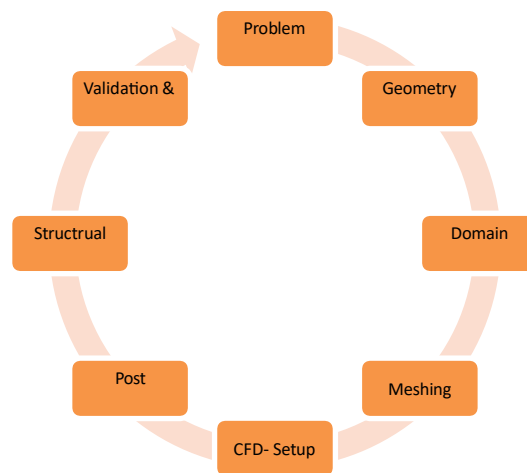 Problem
Geometry
Domain
Meshing
CFD- Setup
Post
Structrual
Validation &